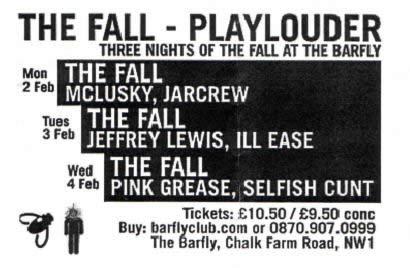 THE FALL - PLAYLOUDER
THREE NIGHTS OF THE FALL AT THE BARFLY
Mon
2 Feb
THE FALL
MCLUSKY, JARCREW
Tues
3 Feb
THE FALL
JEFFREY LEWIS, ILL EASE
Wed
4 Feb
THE FALL
PINK GREASE, SELFISH CUNT
Tickets: £10.50 / £9.50 conc
Buy: barflyclub.com or 0870.907.0999
The Barfly, Chalk Farm Road, NW1